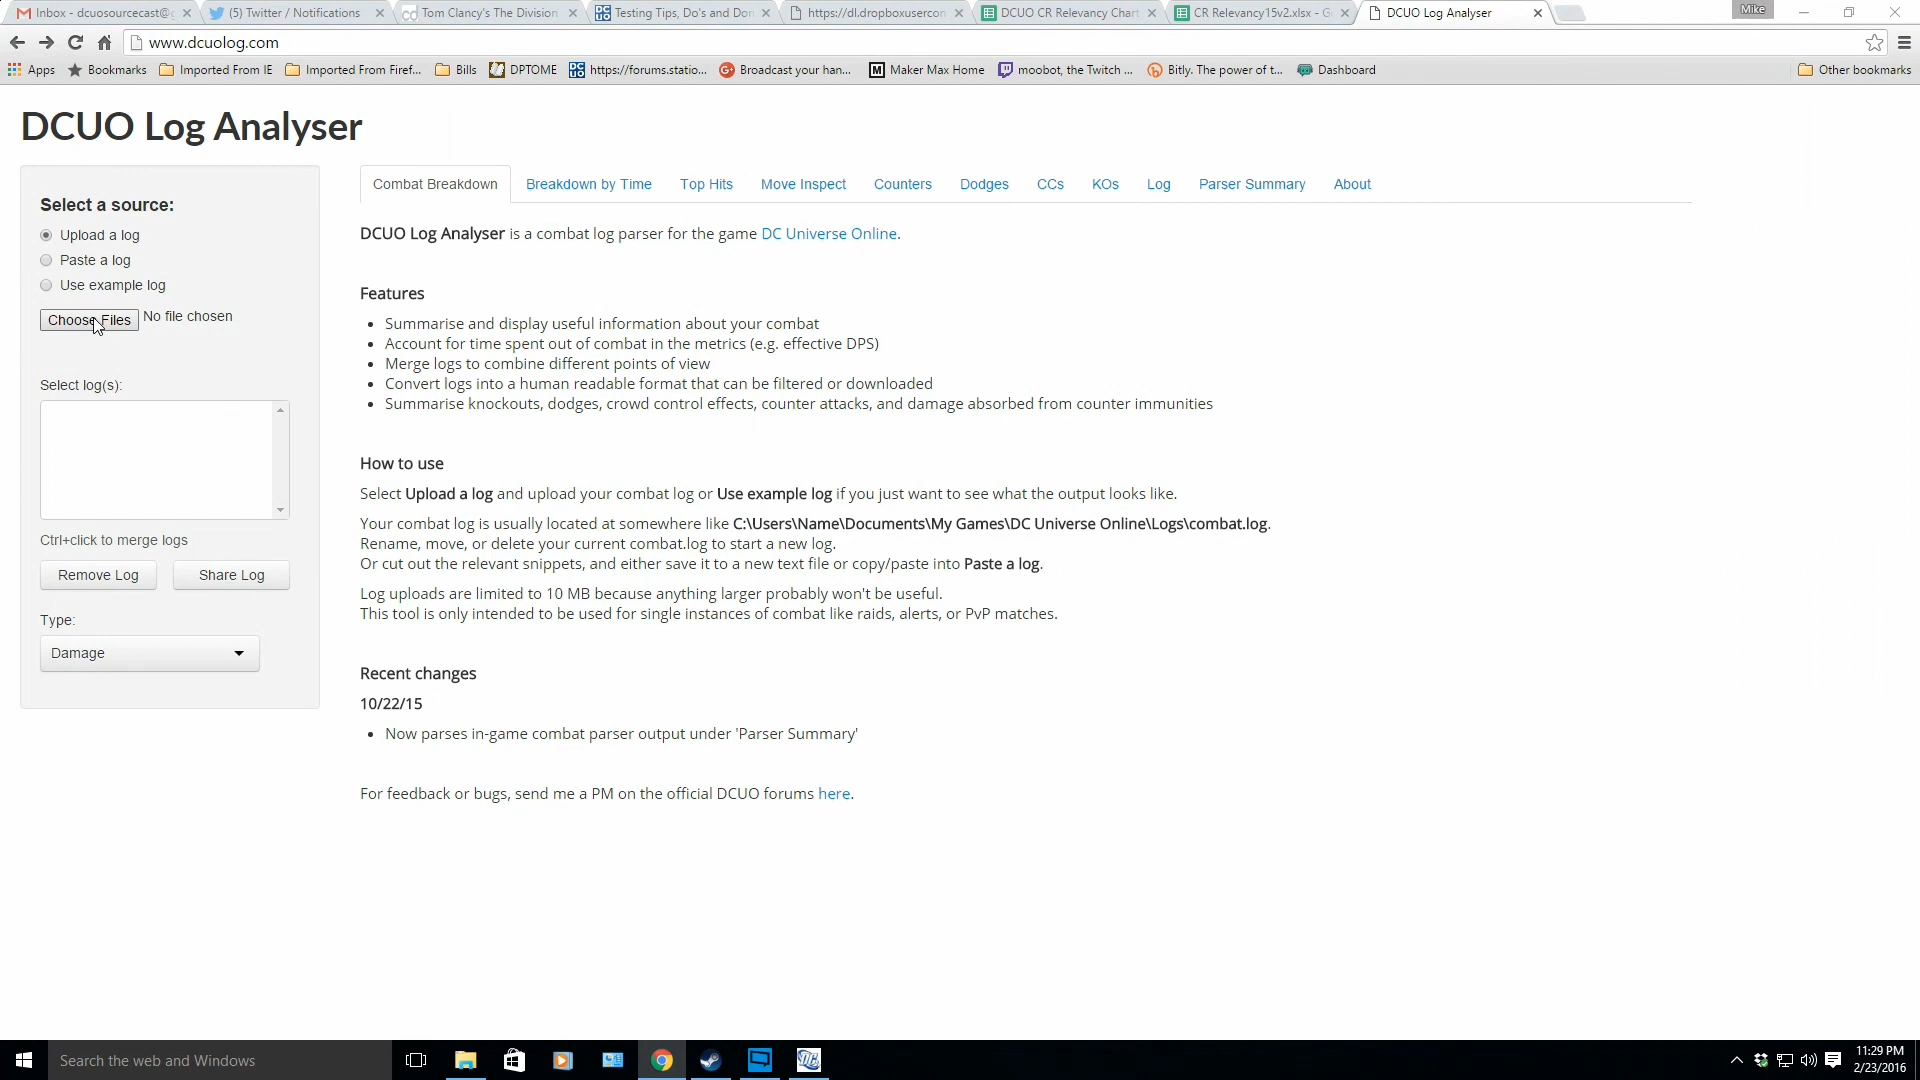 Inbox - dcuosourcecast@g
(5) Twitter / Notifications
Tom Clancy's The Division
Testing Tips, Do's and Don
https://dl.dropboxusercon
DCUO CR Relevancy Chart
CR Relevancy15v2.xlsx - G
DCUO Log Analyser
Mike
www.dcuolog.com
Apps
Bookmarks
Imported From IE
Imported From Firef...
Bills
DPTOME
https://forums.statio...
Broadcast your han...
Maker Max Home
moobot, the Twitch ...
Bitly. The power of t...
Dashboard
Other bookmarks
DCUO Log Analyser
Select a source:
Upload a log
Paste a log
Use example log
Choose Files No file chosen
Select log(s):
Ctrl+click to merge logs
Remove Log
Share Log
Type:
Damage
Combat Breakdown
Breakdown by Time
Top Hits
Move Inspect
Counters
Dodges
CCs
KOs
Log
Parser Summary
About
DCUO Log Analyser is a combat log parser for the game DC Universe Online.
Features
Summarise and display useful information about your combat
Account for time spent out of combat in the metrics (e.g. effective DPS)
Merge logs to combine different points of view
Convert logs into a human readable format that can be filtered or downloaded
Summarise knockouts, dodges, crowd control effects, counter attacks, and damage absorbed from counter immunities
How to use
Select Upload a log and upload your combat log or Use example log if you just want to see what the output looks like.
Your combat log is usually located at somewhere like C:\Users\Name\Documents\My Games\DC Universe Online\Logs\combat.log.
Rename, move, or delete your current combat.log to start a new log.
Or cut out the relevant snippets, and either save it to a new text file or copy/paste into Paste a log.
Log uploads are limited to 10 MB because anything larger probably won't be useful.
This tool is only intended to be used for single instances of combat like raids, alerts, or PvP matches.
Recent changes
10/22/15
Now parses in-game combat parser output under 'Parser Summary'
For feedback or bugs, send me a PM on the official DCUO forums here.
Search the web and Windows
11:29 PM
2/23/2016